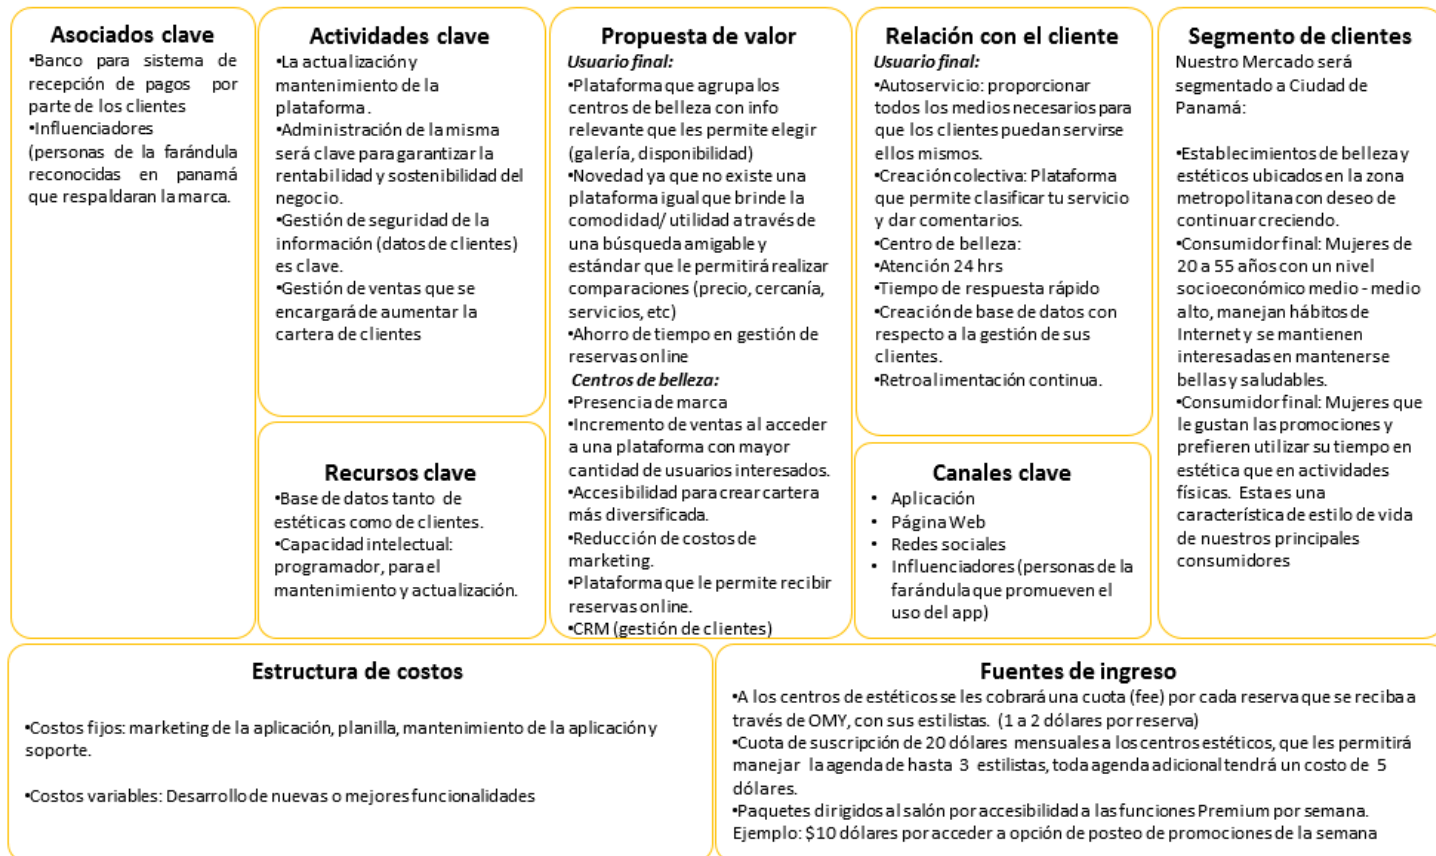 Asociados clave
•Banco para sistema de
recepción de pagos por
parte de los clientes
•Influenciadores
(personas de la farándula
reconocidas en panamá
que respaldaran la marca.
Actividades clave
•La actualización y
mantenimiento de la
plataforma.
•Administración de la misma
será clave para garantizar la
rentabilidad y sostenibilidad del
negocio.
•Gestión de seguridad de la
información (datos de clientes)
es clave.
•Gestión de ventas que se
encargará de aumentar la
cartera de clientes
Recursos clave
•Base de datos tanto de
estéticas como de clientes.
•Capacidad intelectual:
programador, para el
mantenimiento y actualización.
Propuesta de valor
Usuario final:
•Plataforma que agrupa los
centros de belleza con info
relevante que les permite elegir
(galería, disponibilidad)
•Novedad ya que no existe una
plataforma igual que brinde la
comodidad/ utilidad a través de
una búsqueda amigable y
estándar que le permitirá realizar
comparaciones (precio, cercanía,
servicios, etc)
•Ahorro de tiempo en gestión de
reservas online
Centros de belleza:
•Presencia de marca
•Incremento de ventas al acceder
a una plataforma con mayor
cantidad de usuarios interesados.
•Accesibilidad para crear cartera
más diversificada.
•Reducción de costos de
marketing.
•Plataforma que le permite recibir
reservas online.
•CRM (gestión de clientes)
Relación con el cliente
Usuario final:
•Autoservicio: proporcionar
todos los medios necesarios para
que los clientes puedan servirse
ellos mismos.
•Creación colectiva: Plataforma
que permite clasificar tu servicio
y dar comentarios.
•Centro de belleza:
•Atención 24 hrs
•Tiempo de respuesta rápido
•Creación de base de datos con
respecto a la gestión de sus
clientes.
•Retroalimentación continua.
Canales clave
• Aplicación
• Página Web
• Redes sociales
• Influenciadores (personas de la
farándula que promueven el
uso del app)
Segmento de clientes
Nuestro Mercado será
segmentado a Ciudad de
Panamá:
•Establecimientos de belleza y
estéticos ubicados en la zona
metropolitana con deseo de
continuar creciendo.
•Consumidor final: Mujeres de
20 a 55 años con un nivel
socioeconómico medio - medio
alto, manejan hábitos de
Internet y se mantienen
interesadas en mantenerse
bellas y saludables.
•Consumidor final: Mujeres que
le gustan las promociones y
prefieren utilizar su tiempo en
estética que en actividades
físicas. Esta es una
característica de estilo de vida
de nuestros principales
consumidores
Estructura de costos
•Costos fijos: marketing de la aplicación, planilla, mantenimiento de la aplicación y
soporte.
•Costos variables: Desarrollo de nuevas o mejores funcionalidades
Fuentes de ingreso
•A los centros de estéticos se les cobrará una cuota (fee) por cada reserva que se reciba a
través de OMY, con sus estilistas. (1 a 2 dólares por reserva)
•Cuota de suscripción de 20 dólares mensuales a los centros estéticos, que les permitirá
manejar la agenda de hasta 3 estilistas, toda agenda adicional tendrá un costo de 5
dólares.
•Paquetes dirigidos al salón por accesibilidad a las funciones Premium por semana.
Ejemplo: $10 dólares por acceder a opción de posteo de promociones de la semana